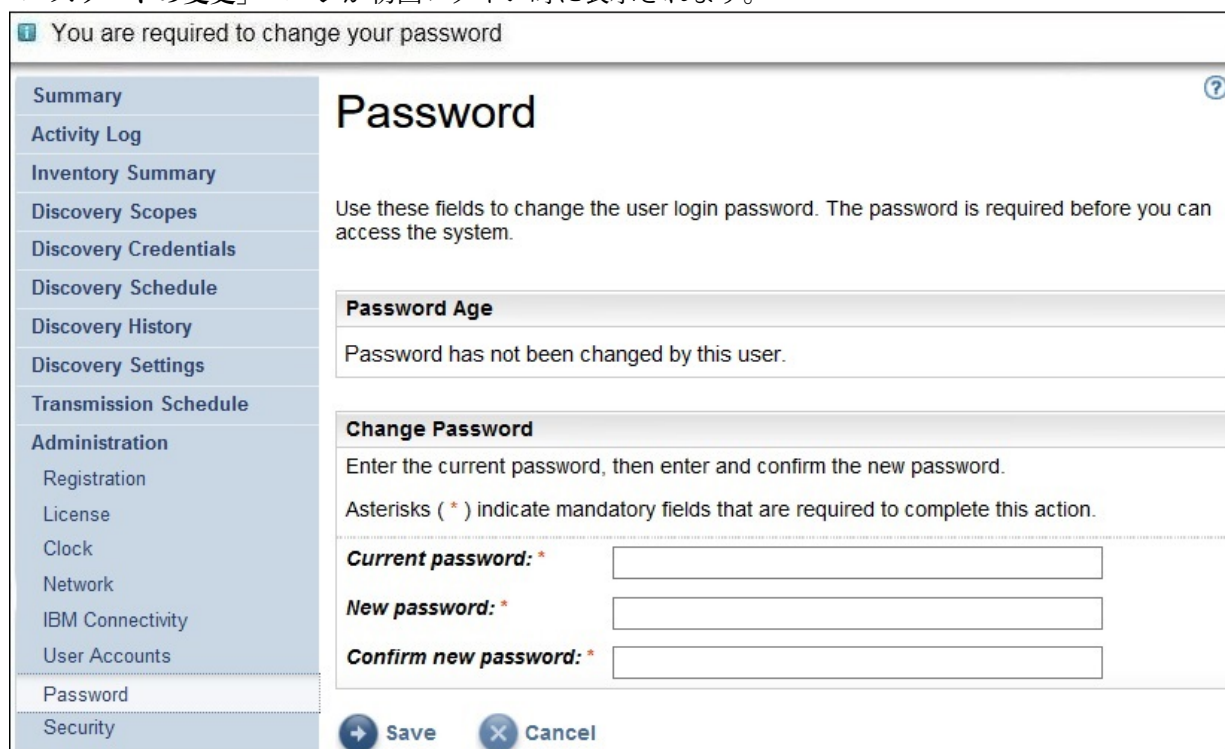 You are required to change your password
Summary
Activity Log
Inventory Summary
Discovery Scopes
Discovery Credentials
Discovery Schedule
Discovery History
Discovery Settings
Transmission Schedule
Administration
Registration
License
Clock
Network
IBM Connectivity
User Accounts
Password
Security
Password
Use these fields to change the user login password. The password is required before you can
access the system.
Password Age
Password has not been changed by this user.
Change Password
Enter the current password, then enter and confirm the new password.
Asterisks ( * ) indicate mandatory fields that are required to complete this action.
Current password: *
New password: *
Confirm new password: *
Save
Cancel